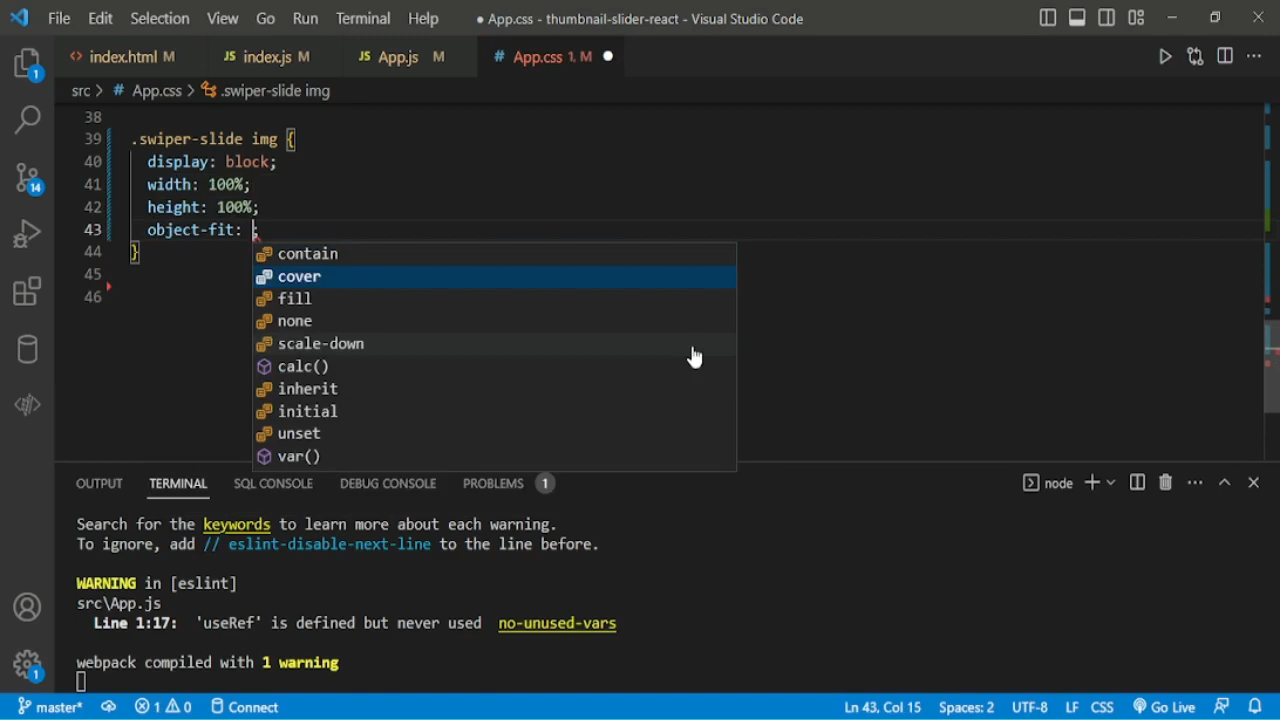 File Edit Selection View Go Run Terminal Help ● App.css - thumbnail-slider-react - Visual Studio Code
<> index.html M JS index.js M JS App.js M # App.css 1, M ●
src > # App.css > .swiper-slide img
38
39 .swiper-slide img {
40 display: block;
41 width: 100%;
42 height: 100%;
43 object-fit: ;
44 }
45
46
contain
cover
fill
none
scale-down
calc()
inherit
initial
unset
var()
1
14
1
OUTPUT TERMINAL SQL CONSOLE DEBUG CONSOLE PROBLEMS 1 node
Search for the keywords to learn more about each warning.
To ignore, add // eslint-disable-next-line to the line before.
WARNING in [eslint]
src\App.js
Line 1:17: 'useRef' is defined but never used no-unused-vars
webpack compiled with 1 warning
master* 1 0 Connect Ln 43, Col 15 Spaces: 2 UTF-8 LF CSS Go Live